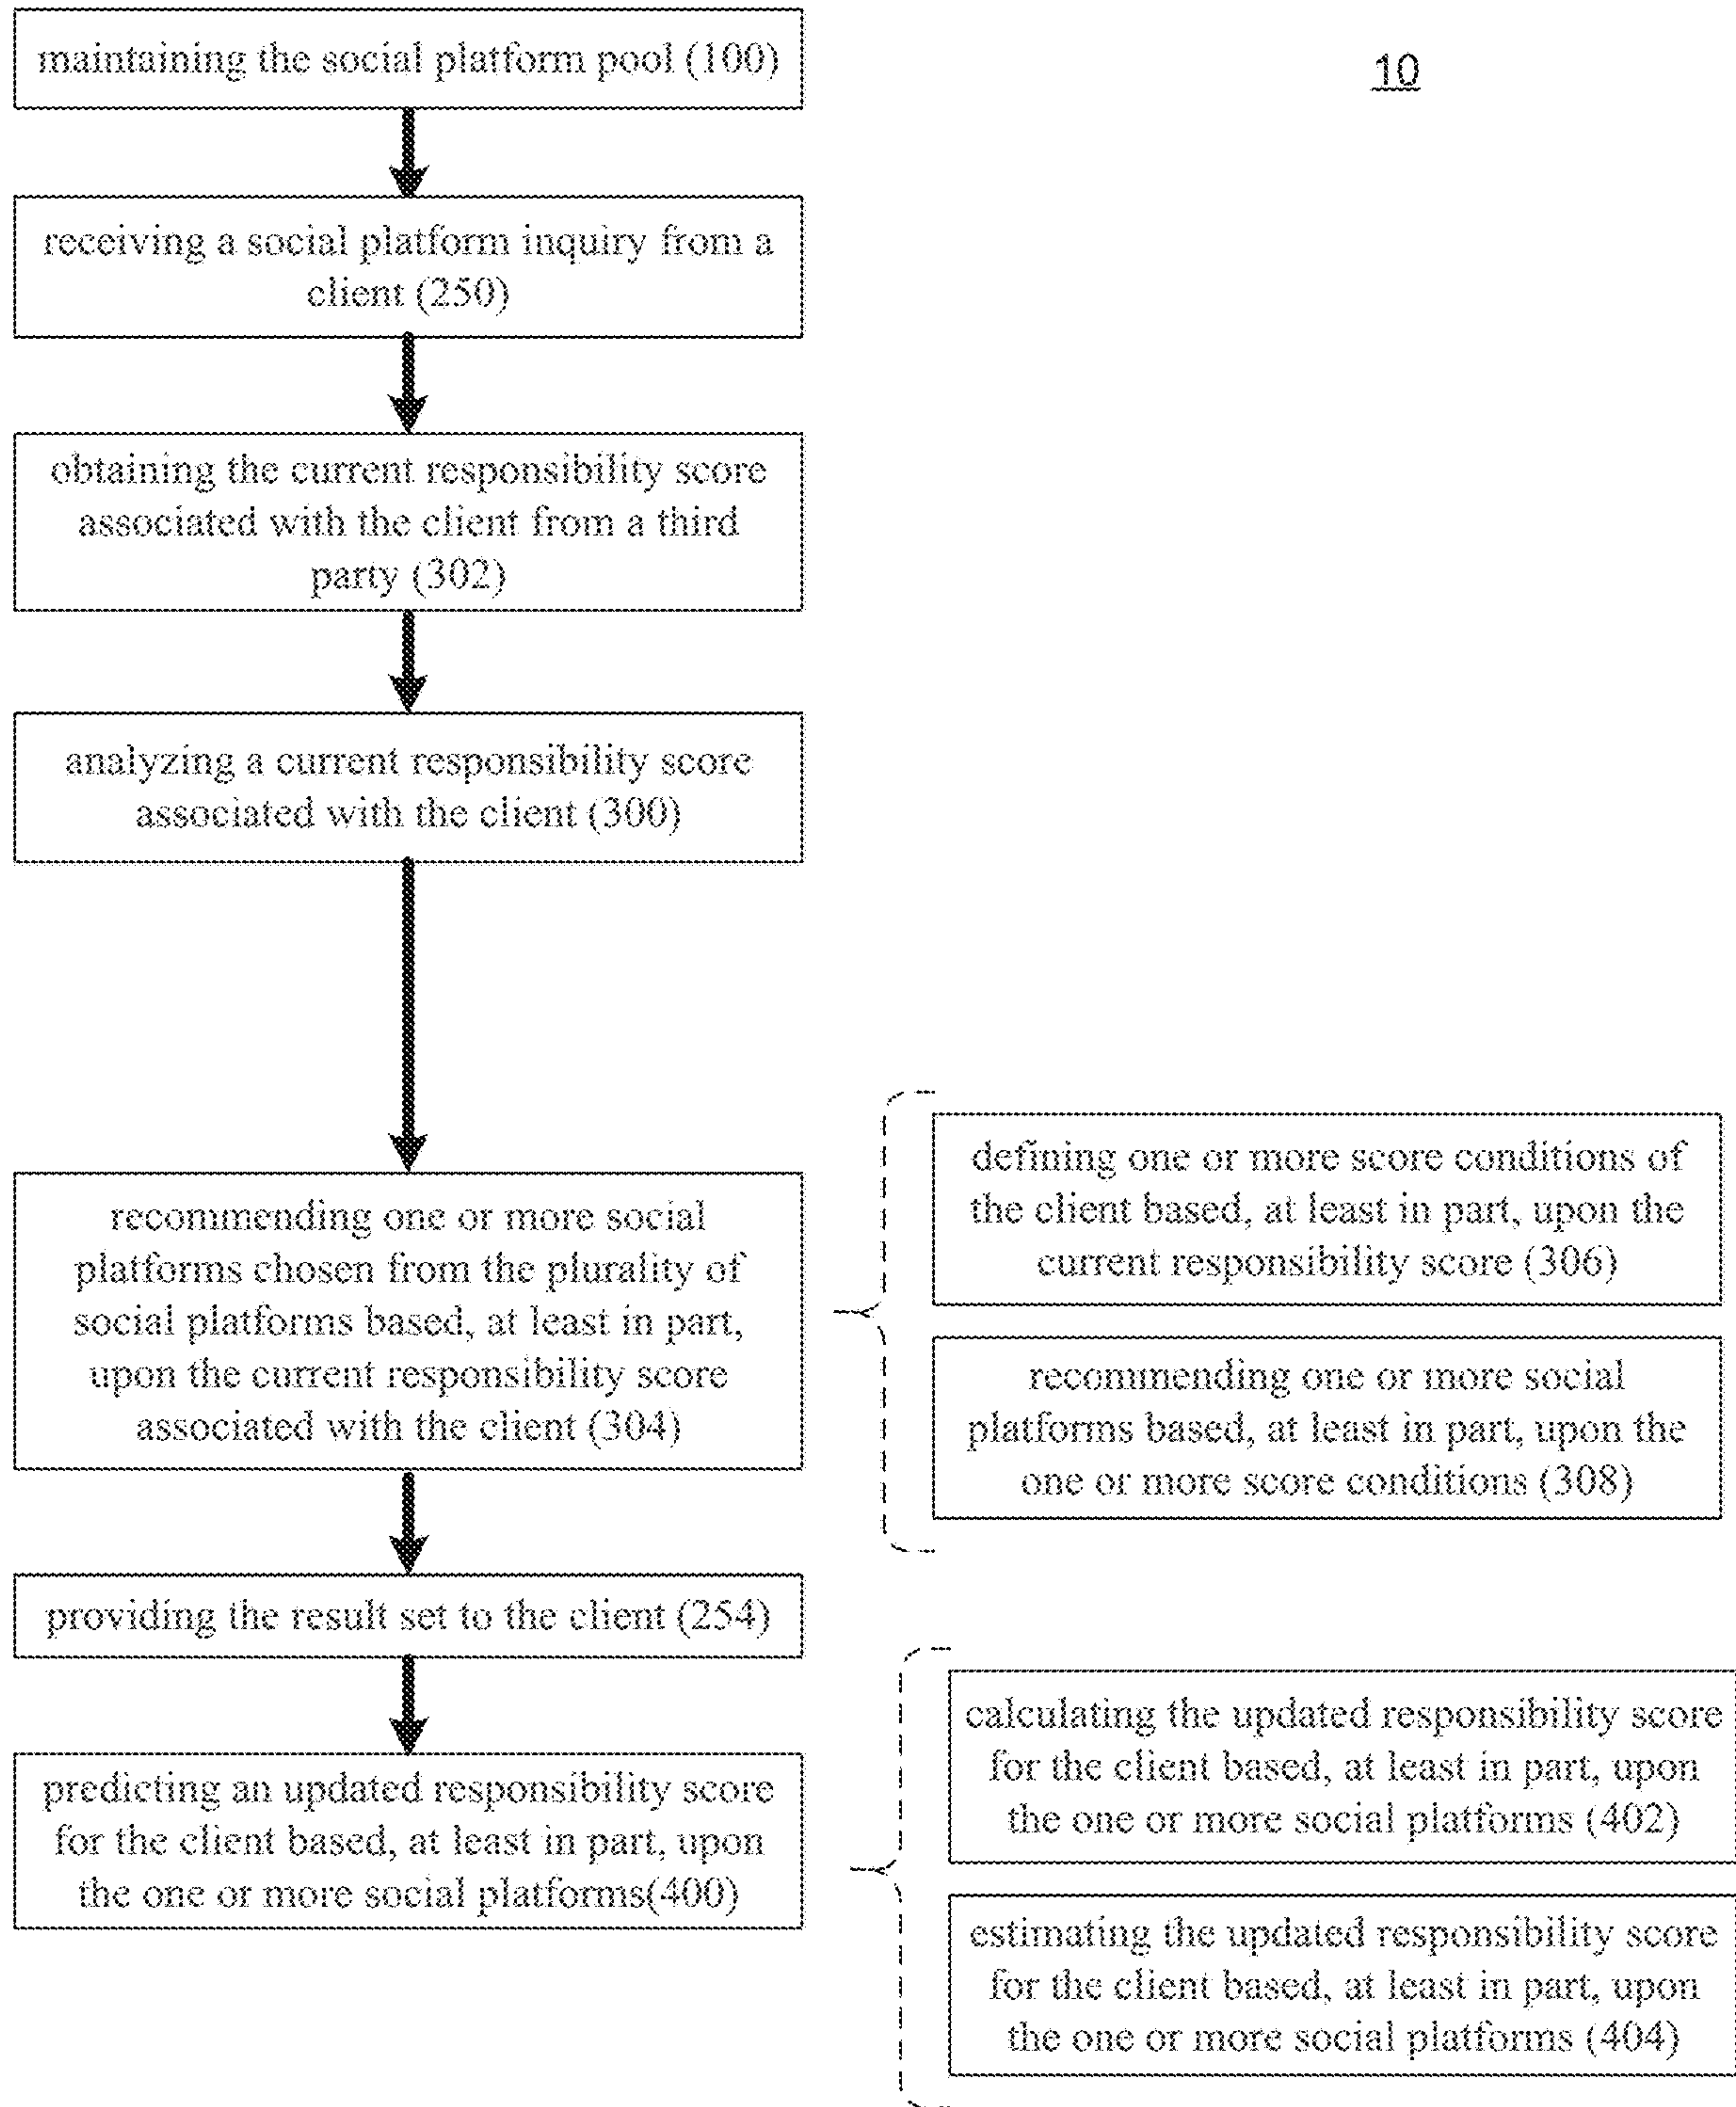 maintaining the social platform pool (100)
10
receiving a social platform inquiry from a
client (250)
obtaining the current responsibility score
associated with the client from a third
party (302)
analyzing a current responsibility score
associated with the client (300)
recommending one or more social
platforms chosen from the plurality of
social platforms based, at least in part,
upon the current responsibility score
associated with the client (304)
defining one or more score conditions of
the client based, at least in part, upon the
current responsibility score (306)
recommending one or more social
platforms based, at least in part, upon the
one or more score conditions (308)
providing the result set to the client (254)
predicting an updated responsibility score
for the client based, at least in part, upon
the one or more social platforms(400)
calculating the updated responsibility score
for the client based, at least in part, upon
the one or more social platforms (402)
estimating the updated responsibility score
for the client based, at least in part, upon
the one or more social platforms (404)